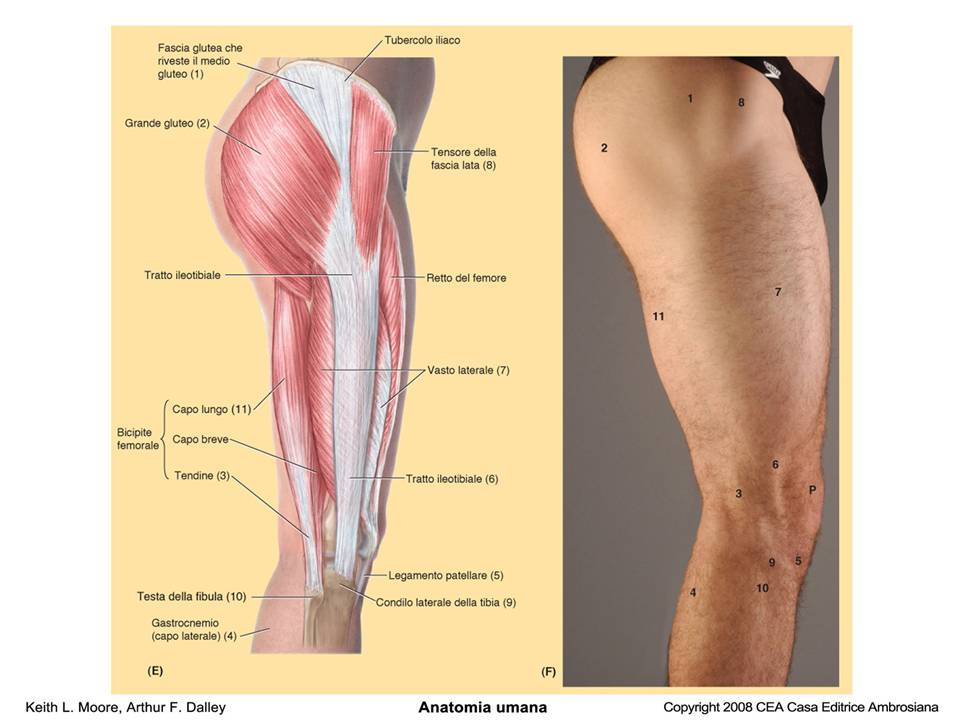 Fascia glutea che
riveste il medio
gluteo (1)
Tubercolo iliaco
Grande gluteo (2)
Tensore della
fascia lata (8)
Tratto ileotibiale
Retto del femore
Vasto laterale (7)
Bicipite
femorale
Capo lungo (11)
Capo breve
Tendine (3)
Tratto ileotibiale (6)
Legamento patellare (5)
Testa della fibula (10)
Condilo laterale della tibia (9)
Gastrocnemio
(capo laterale) (4)
(E)
1
8
2
7
11
6
3
P
9
5
4
10
(F)
Keith L. Moore, Arthur F. Dalley
Anatomia umana
Copyright 2008 CEA Casa Editrice Ambrosiana